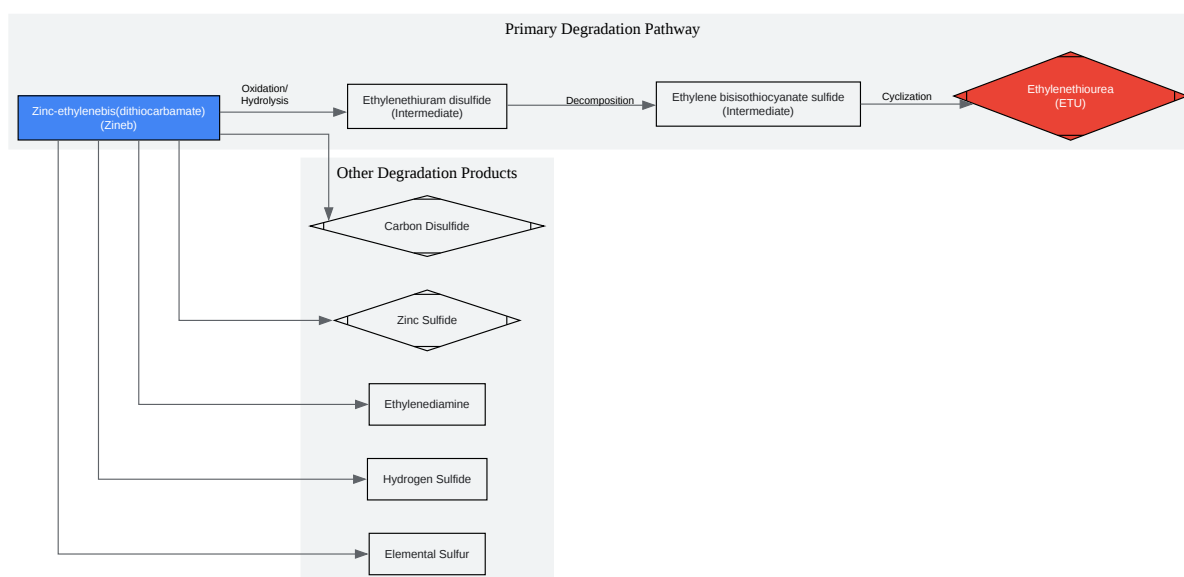 Primary Degradation Pathway
Zinc-ethylenebis(dithiocarbamate)
(Zineb)
Oxidation/
Hydrolysis
Ethylenethiuram disulfide
(Intermediate)
Decomposition
Ethylene bisisothiocyanate sulfide
(Intermediate)
Cyclization
Ethylenethiourea
(ETU)
Other Degradation Products
Carbon Disulfide
Zinc Sulfide
Ethylenediamine
Hydrogen Sulfide
Elemental Sulfur